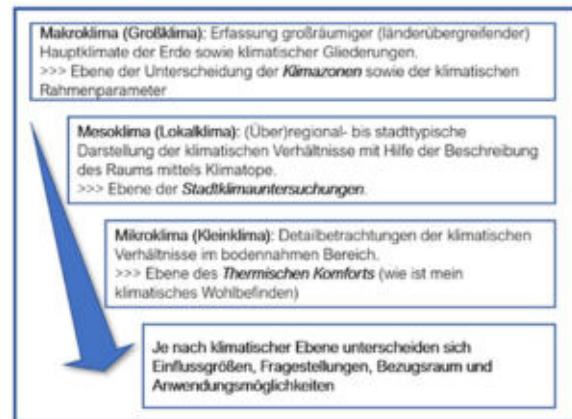 Makroklima (Großklima): Erfassung großräumiger (länderübergreifender)
Hauptklimate der Erde sowie klimatischer Gliederungen.
>>> Ebene der Unterscheidung der Klimazonen sowie der klimatischen
Rahmenparameter
Mesoklima (Lokalklima): (Über)regional- bis stadttypische
Darstellung der klimatischen Verhältnisse mit Hilfe der Beschreibung
des Raums mittels Klimatope.
>>> Ebene der Stadtklimauntersuchungen.
Mikroklima (Kleinklima): Detailbetrachtungen der klimatischen
Verhältnisse im bodennahmen Bereich.
>>> Ebene des Thermischen Komforts (wie ist mein
klimatisches Wohlbefinden)
Je nach klimatischer Ebene unterscheiden sich
Einflussgrößen, Fragestellungen, Bezugsraum und
Anwendungsmöglichkeiten